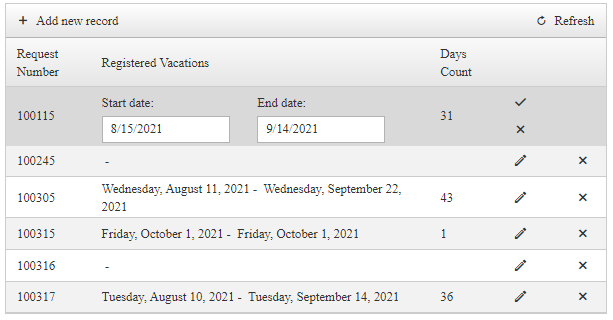 + Add new record Refresh
Request Number Registered Vacations Days Count
Start date: End date:
100115 8/15/2021 9/14/2021 31
100245 -
100305 Wednesday, August 11, 2021 - Wednesday, September 22,
2021 43
100315 Friday, October 1, 2021 - Friday, October 1, 2021 1
100316 -
100317 Tuesday, August 10, 2021 - Tuesday, September 14, 2021 36